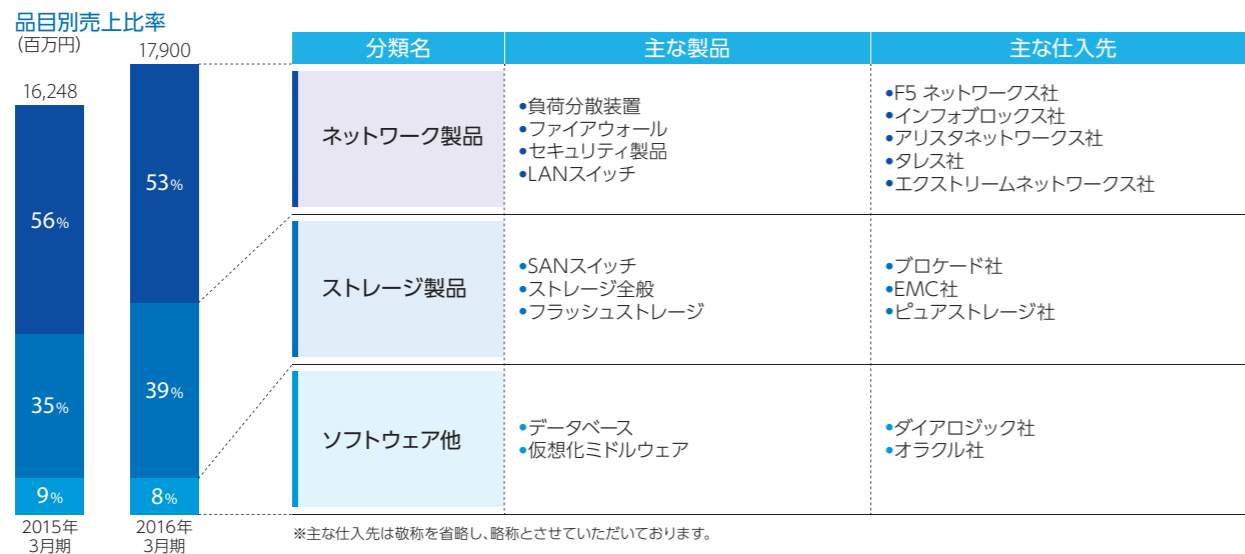 品目別売上比率
(百万円)
16,248
56%
35%
9%
2015年
3月期
17,900
53%
39%
8%
2016年
3月期
分類名 主な製品 主な仕入先
ネットワーク製品
•負荷分散装置
•ファイアウォール
•セキュリティ製品
•LANスイッチ
•F5 ネットワークス社
•インフォブロックス社
•アリスタネットワークス社
•タレス社
•エクストリームネットワークス社
ストレージ製品
•SANスイッチ
•ストレージ全般
•フラッシュストレージ
•ブロケード社
•EMC社
•ピュアストレージ社
ソフトウェア他
•データベース
•仮想化ミドルウェア
•ダイアロジック社
•オラクル社
※主な仕入先は敬称を省略し、略称とさせていただいております。